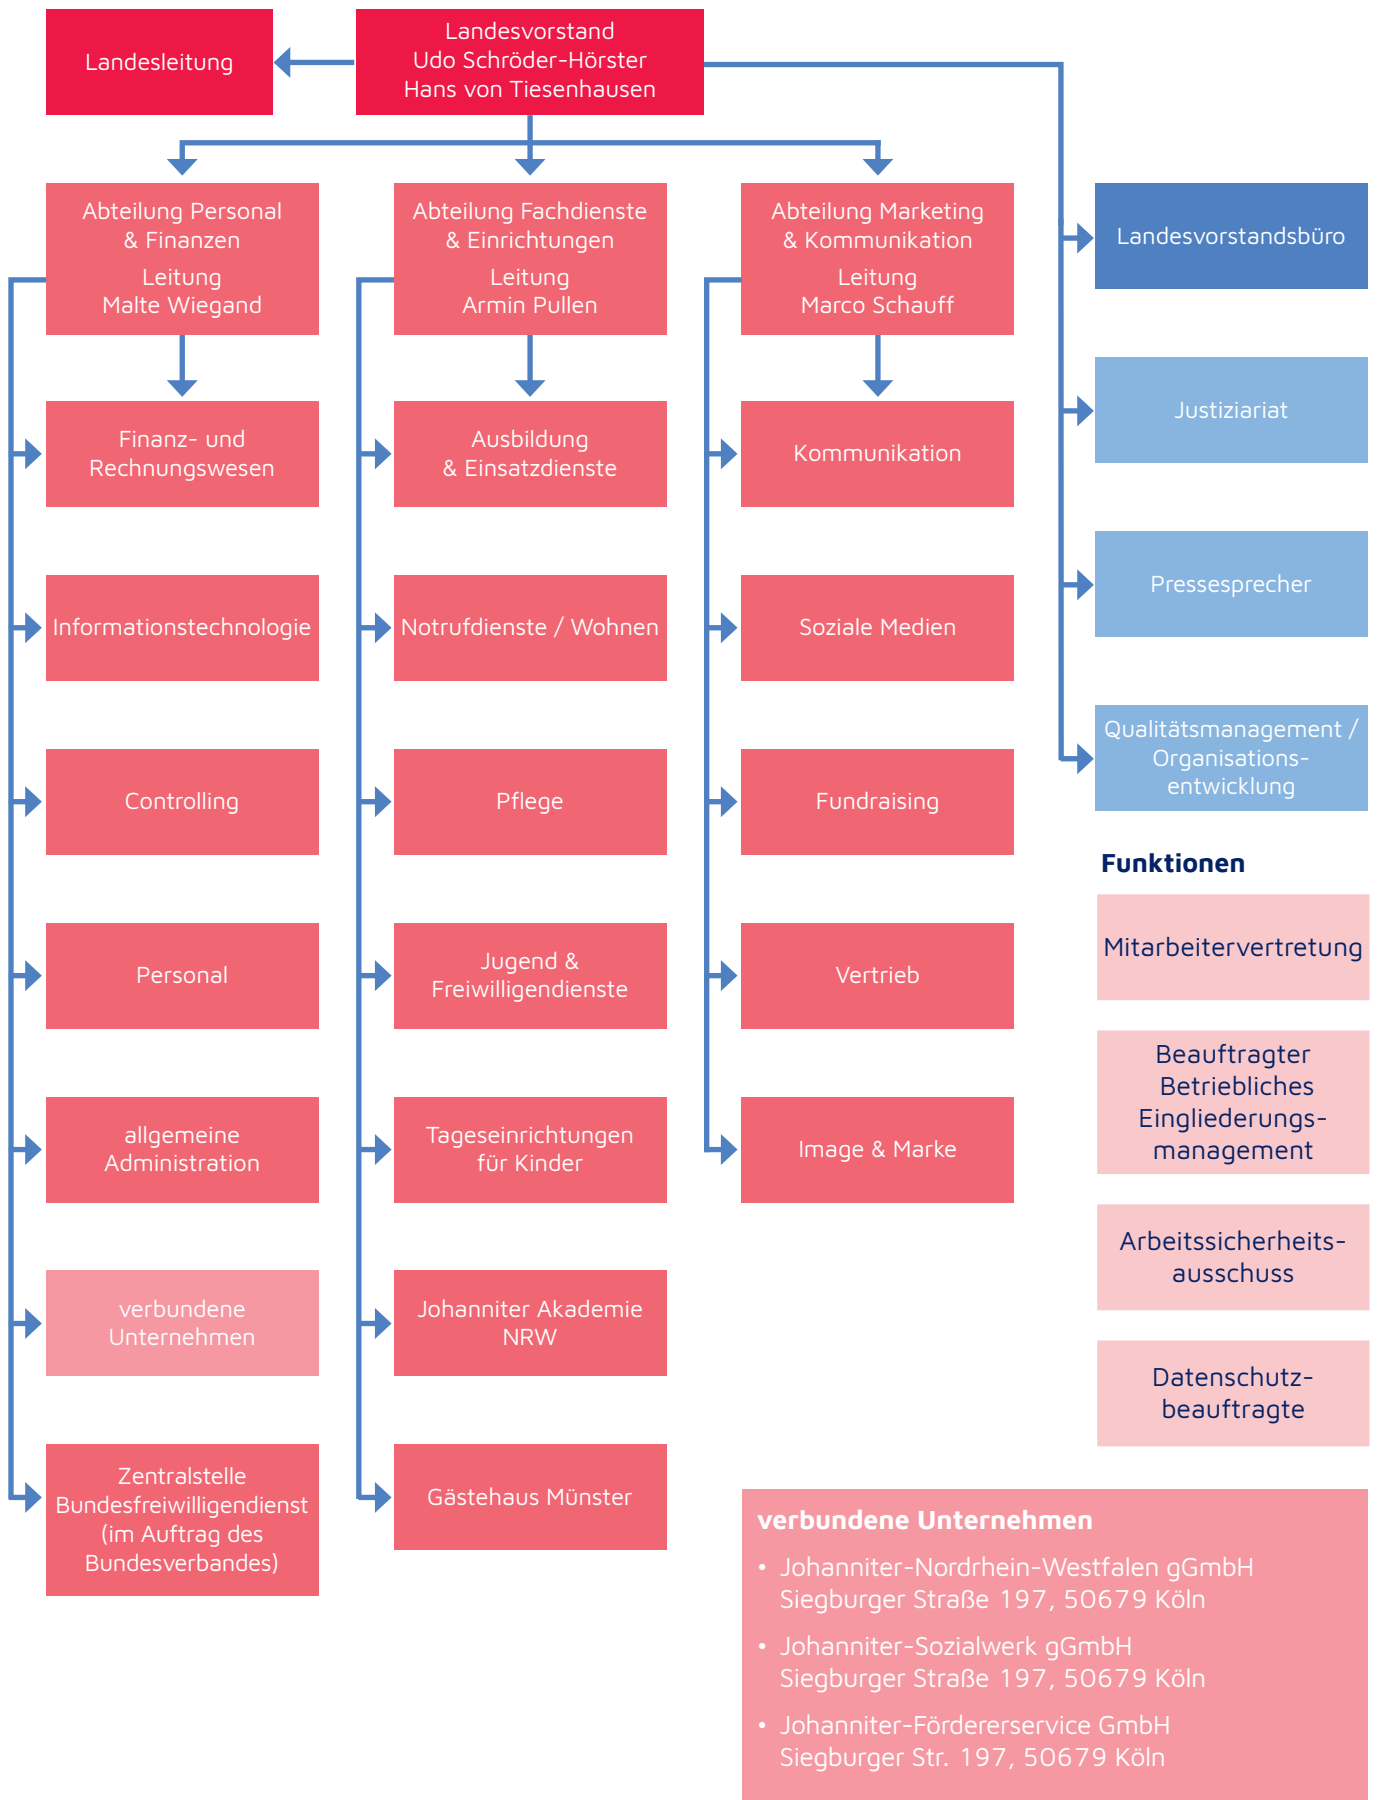 Landesleitung
Landesvorstand
Udo Schröder-Hörster
Hans von Tiesenhausen
Abteilung Personal
& Finanzen
Leitung
Malte Wiegand
Abteilung Fachdienste
& Einrichtungen
Leitung
Armin Pullen
Abteilung Marketing
& Kommunikation
Leitung
Marco Schauff
Landesvorstandsbüro
Justiziariat
Pressesprecher
Qualitätsmanagement /
Organisations-
entwicklung
Finanz- und
Rechnungswesen
Informationstechnologie
Controlling
Personal
allgemeine
Administration
verbundene
Unternehmen
Zentralstelle
Bundesfreiwilligendienst
(im Auftrag des
Bundesverbandes)
Ausbildung
& Einsatzdienste
Notrufdienste / Wohnen
Pflege
Jugend &
Freiwilligendienste
Tageseinrichtungen
für Kinder
Johanniter Akademie
NRW
Gästehaus Münster
Kommunikation
Soziale Medien
Fundraising
Vertrieb
Image & Marke
Funktionen
Mitarbeitervertretung
Beauftragter
Betriebliches
Eingliederungs-
management
Arbeitssicherheits-
ausschuss
Datenschutz-
beauftragte
verbundene Unternehmen
• Johanniter-Nordrhein-Westfalen gGmbH
Siegburger Straße 197, 50679 Köln
• Johanniter-Sozialwerk gGmbH
Siegburger Straße 197, 50679 Köln
• Johanniter-Fördererservice GmbH
Siegburger Str. 197, 50679 Köln